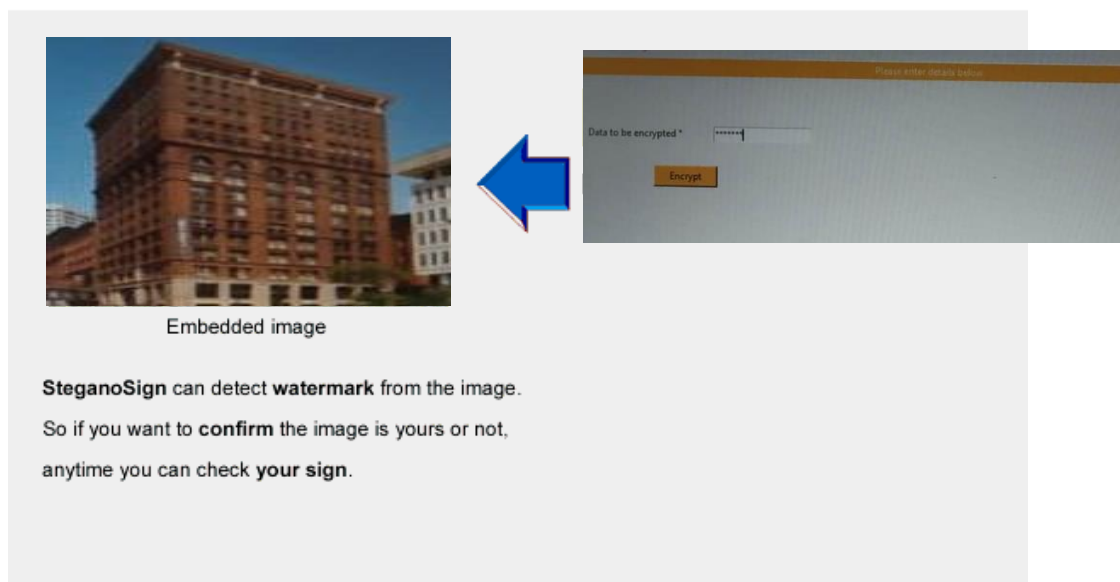 Please enter details below
Data to be encrypted *
*******
Encrypt
Embedded image
SteganoSign can detect watermark from the image.
So if you want to confirm the image is yours or not,
anytime you can check your sign.